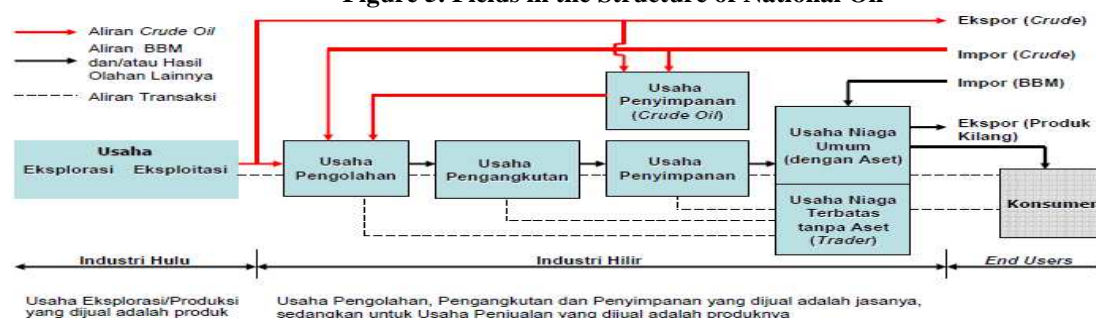 Figure 3. Fields in the Structure of National Oil
Aliran Crude Oil
Aliran BBM
dan/atau Hasil
Olahan Lainnya
Aliran Transaksi
Ekspor (Crude)
Impor (Crude)
Impor (BBM)
Ekspor (Produk
Kilang)
Usaha
Penyimpanan
(Crude Oil)
Usaha
Eksplorasi Eksploitasi
Usaha
Pengolahan
Usaha
Pengangkutan
Usaha
Penyimpanan
Usaha Niaga
Umum
(dengan Aset)
Usaha Niaga
Terbatas
tanpa Aset
(Trader)
Konsumen
Industri Hulu
Industri Hilir
End Users
Usaha Eksplorasi/Produksi
yang dijual adalah produk
Usaha Pengolahan, Pengangkutan dan Penyimpanan yang dijual adalah jasanya,
sedangkan untuk Usaha Penjualan yang dijual adalah produknya